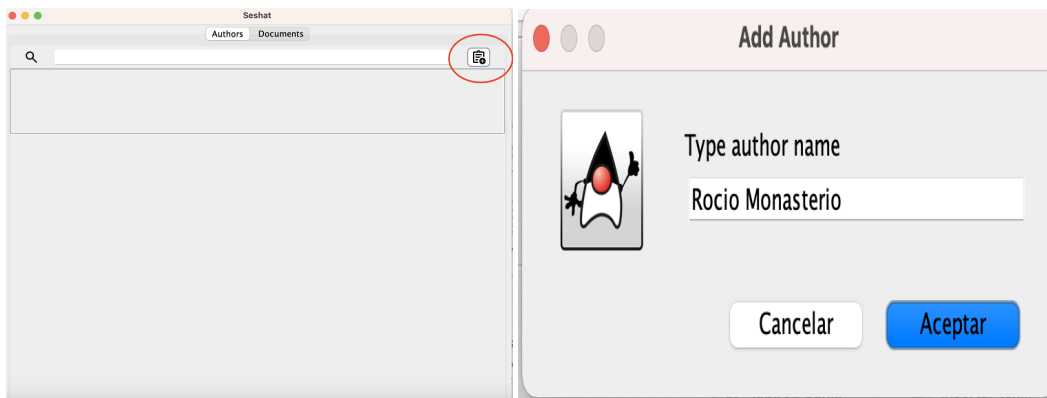 Seshat
Authors Documents
Add Author
Type author name
Rocio Monasterio
Cancelar Aceptar